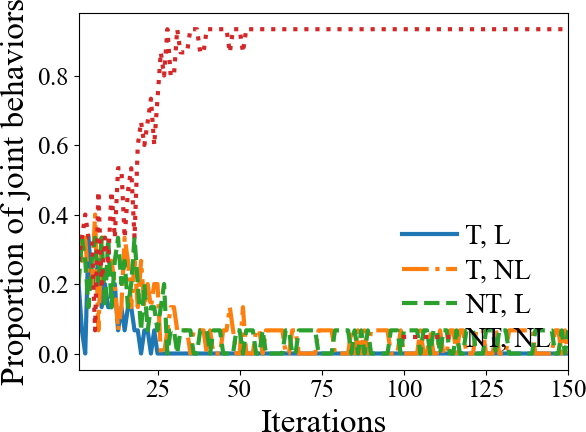 Proportion of joint behaviors
0.8
0.6
0.4
0.2
0.0
T, L
T, NL
NT, L
NT, NL
25
50
75
100
125
150
Iterations